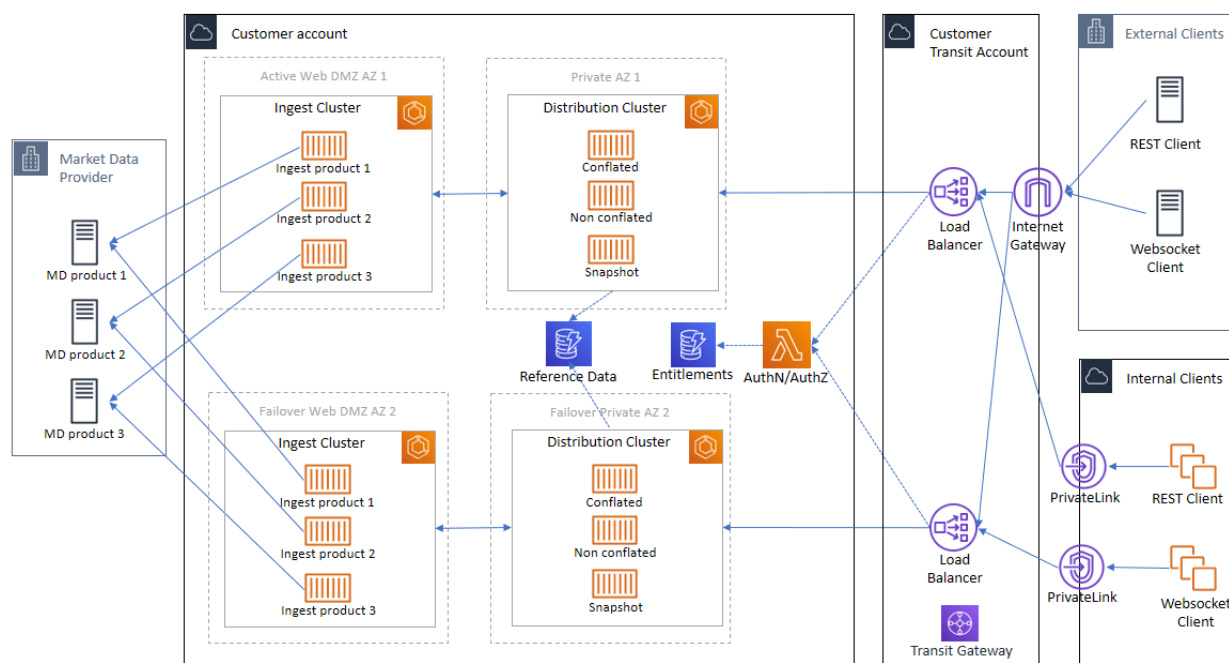 Customer account
Customer
Transit Account
External Clients
Active Web DMZ AZ 1
Private AZ 1
Ingest Cluster
Distribution Cluster
Market Data
Provider
Ingest product 1
Ingest product 2
Ingest product 3
Conflated
Non conflated
Snapshot
REST Client
Load
Balancer
Internet
Gateway
Websocket
Client
MD product 1
MD product 2
MD product 3
Reference Data
Entitlements
AuthN/AuthZ
Internal Clients
Failover Web DMZ AZ 2
Failover Private AZ 2
Ingest Cluster
Distribution Cluster
Ingest product 1
Ingest product 2
Ingest product 3
Conflated
Non conflated
Snapshot
PrivateLink
REST Client
Load
Balancer
PrivateLink
Websocket
Client
Transit Gateway